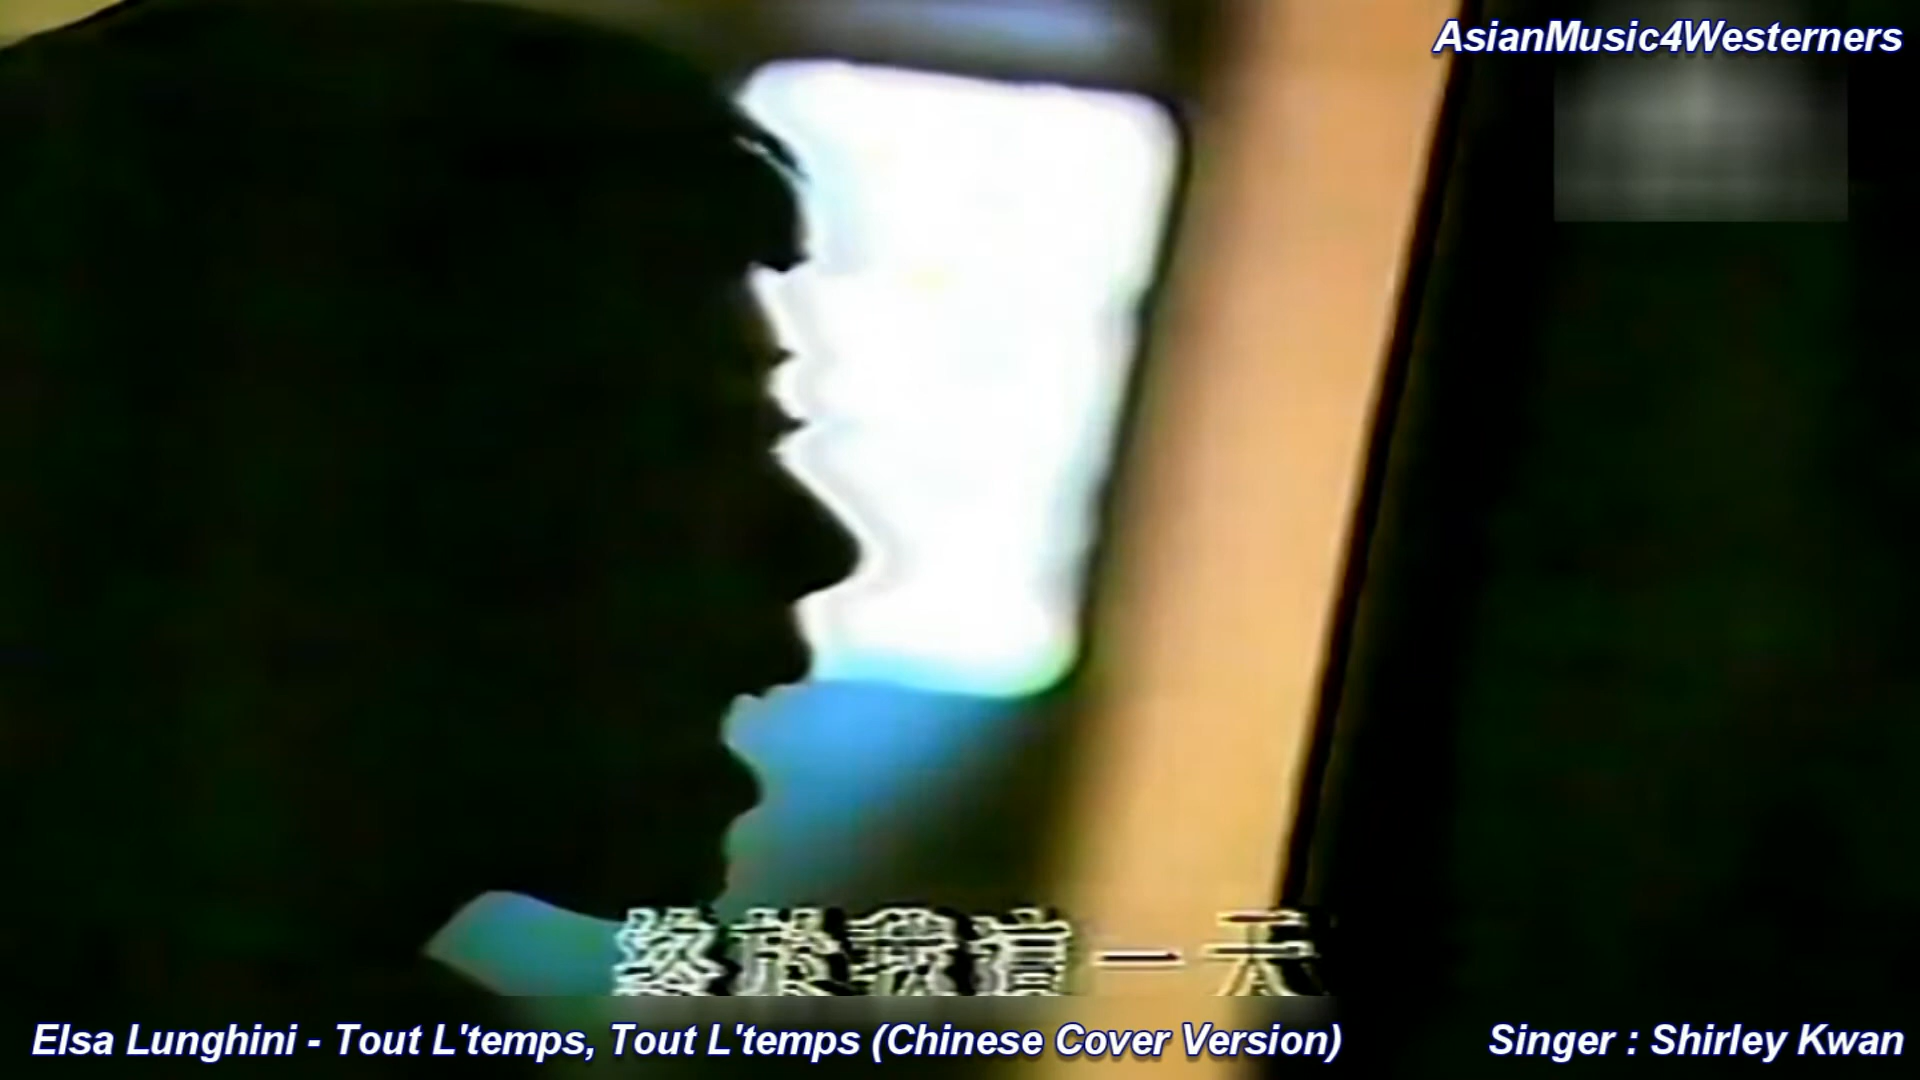 AsianMusic4Westerners
終於我這一天
Elsa Lunghini - Tout L'temps, Tout L'temps (Chinese Cover Version)
Singer : Shirley Kwan